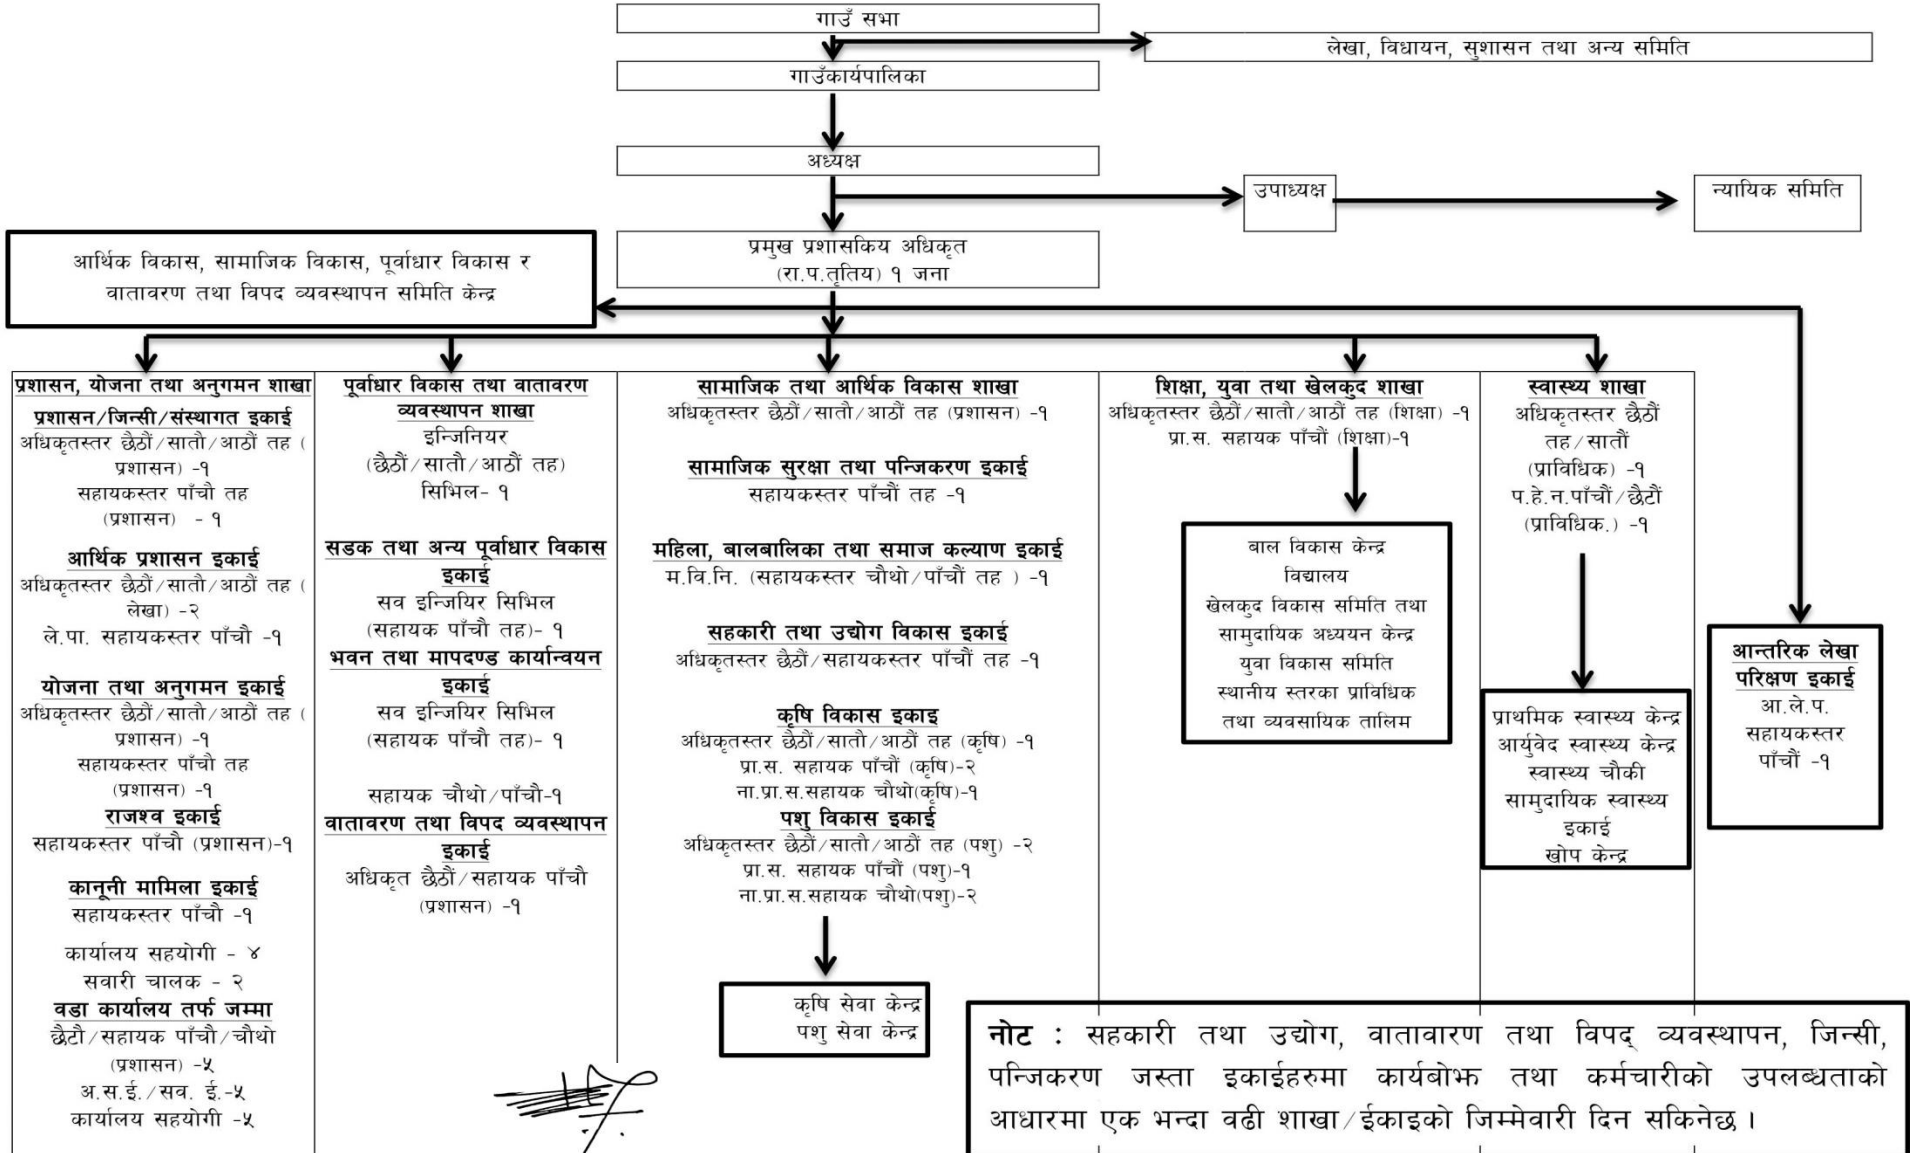 गाउँ सभा
लेखा, विधायन, सुशासन तथा अन्य समिति
गाउँकार्यपालिका
अध्यक्ष
उपाध्यक्ष
न्यायिक समिति
प्रमुख प्रशासकिय अधिकृत
(रा.प.तृतिय) १ जना
आर्थिक विकास, सामाजिक विकास, पूर्वाधार विकास र
वातावरण तथा विपद व्यवस्थापन समिति केन्द्र
प्रशासन, योजना तथा अनुगमन शाखा
प्रशासन/जिन्सी/संस्थागत इकाई
अधिकृतस्तर छैठौं/सातौ/आठौं तह (
प्रशासन) -१
सहायकस्तर पाँचौ तह
(प्रशासन) - १
आर्थिक प्रशासन इकाई
अधिकृतस्तर छैठौं/सातौ/आठौं तह (
लेखा) -२
ले.पा. सहायकस्तर पाँचौ -१
योजना तथा अनुगमन इकाई
अधिकृतस्तर छैठौं/सातौ/आठौं तह (
प्रशासन) -१
सहायकस्तर पाँचौ तह
(प्रशासन) -१
राजश्व इकाई
सहायकस्तर पाँचौ (प्रशासन)-१
कानूनी मामिला इकाई
सहायकस्तर पाँचौ -१
कार्यालय सहयोगी - ४
सवारी चालक - २
वडा कार्यालय तर्फ जम्मा
छैटौ/सहायक पाँचौ/चौथो
(प्रशासन) -५
अ.स.ई./सव. ई.-५
कार्यालय सहयोगी -५
पूर्वाधार विकास तथा वातावरण
व्यवस्थापन शाखा
इन्जिनियर
(छैठौं/सातौ/आठौं तह)
सिभिल- १
सडक तथा अन्य पूर्वाधार विकास
इकाई
सव इन्जियिर सिभिल
(सहायक पाँचौ तह)- १
भवन तथा मापदण्ड कार्यान्वयन
इकाई
सव इन्जियिर सिभिल
(सहायक पाँचौ तह)- १
सहायक चौथो/पाँचौ-१
वातावरण तथा विपद व्यवस्थापन
इकाई
अधिकृत छैठौं/सहायक पाँचौ
(प्रशासन) -१
सामाजिक तथा आर्थिक विकास शाखा
अधिकृतस्तर छैठौं/सातौ/आठौं तह (प्रशासन) -१
सामाजिक सुरक्षा तथा पन्जिकरण इकाई
सहायकस्तर पाँचौं तह -१
महिला, बालबालिका तथा समाज कल्याण इकाई
म.वि.नि. (सहायकस्तर चौथो/पाँचौं तह ) -१
सहकारी तथा उद्योग विकास इकाई
अधिकृतस्तर छैठौं/सहायकस्तर पाँचौं तह -१
कृषि विकास इकाइ
अधिकृतस्तर छैठौं/सातौ/आठौं तह (कृषि) -१
प्रा.स. सहायक पाँचौं (कृषि)-२
ना.प्रा.स.सहायक चौथो(कृषि)-१
पशु विकास इकाई
अधिकृतस्तर छैठौं/सातौ/आठौं तह (पशु) -२
प्रा.स. सहायक पाँचौं (पशु)-१
ना.प्रा.स.सहायक चौथो(पशु)-२
कृषि सेवा केन्द्र
पशु सेवा केन्द्र
शिक्षा, युवा तथा खेलकुद शाखा
अधिकृतस्तर छैठौं/सातौ/आठौं तह (शिक्षा) -१
प्रा.स. सहायक पाँचौं (शिक्षा)-१
बाल विकास केन्द्र
विद्यालय
खेलकुद विकास समिति तथा
सामुदायिक अध्ययन केन्द्र
युवा विकास समिति
स्थानीय स्तरका प्राविधिक
तथा व्यवसायिक तालिम
स्वास्थ्य शाखा
अधिकृतस्तर छैठौं
तह/सातौं
(प्राविधिक) -१
प.हे.न.पाँचौं/छैटौं
(प्राविधिक.) -१
प्राथमिक स्वास्थ्य केन्द्र
आर्युवेद स्वास्थ्य केन्द्र
स्वास्थ्य चौकी
सामुदायिक स्वास्थ्य
इकाई
खोप केन्द्र
आन्तरिक लेखा
परिक्षण इकाई
आ.ले.प.
सहायकस्तर
पाँचौं -१
नोट : सहकारी तथा उद्योग, वातावारण तथा विपद् व्यवस्थापन, जिन्सी,
पन्जिकरण जस्ता इकाईहरुमा कार्यबोझ तथा कर्मचारीको उपलब्धताको
आधारमा एक भन्दा वढी शाखा/ईकाइको जिम्मेवारी दिन सकिनेछ ।